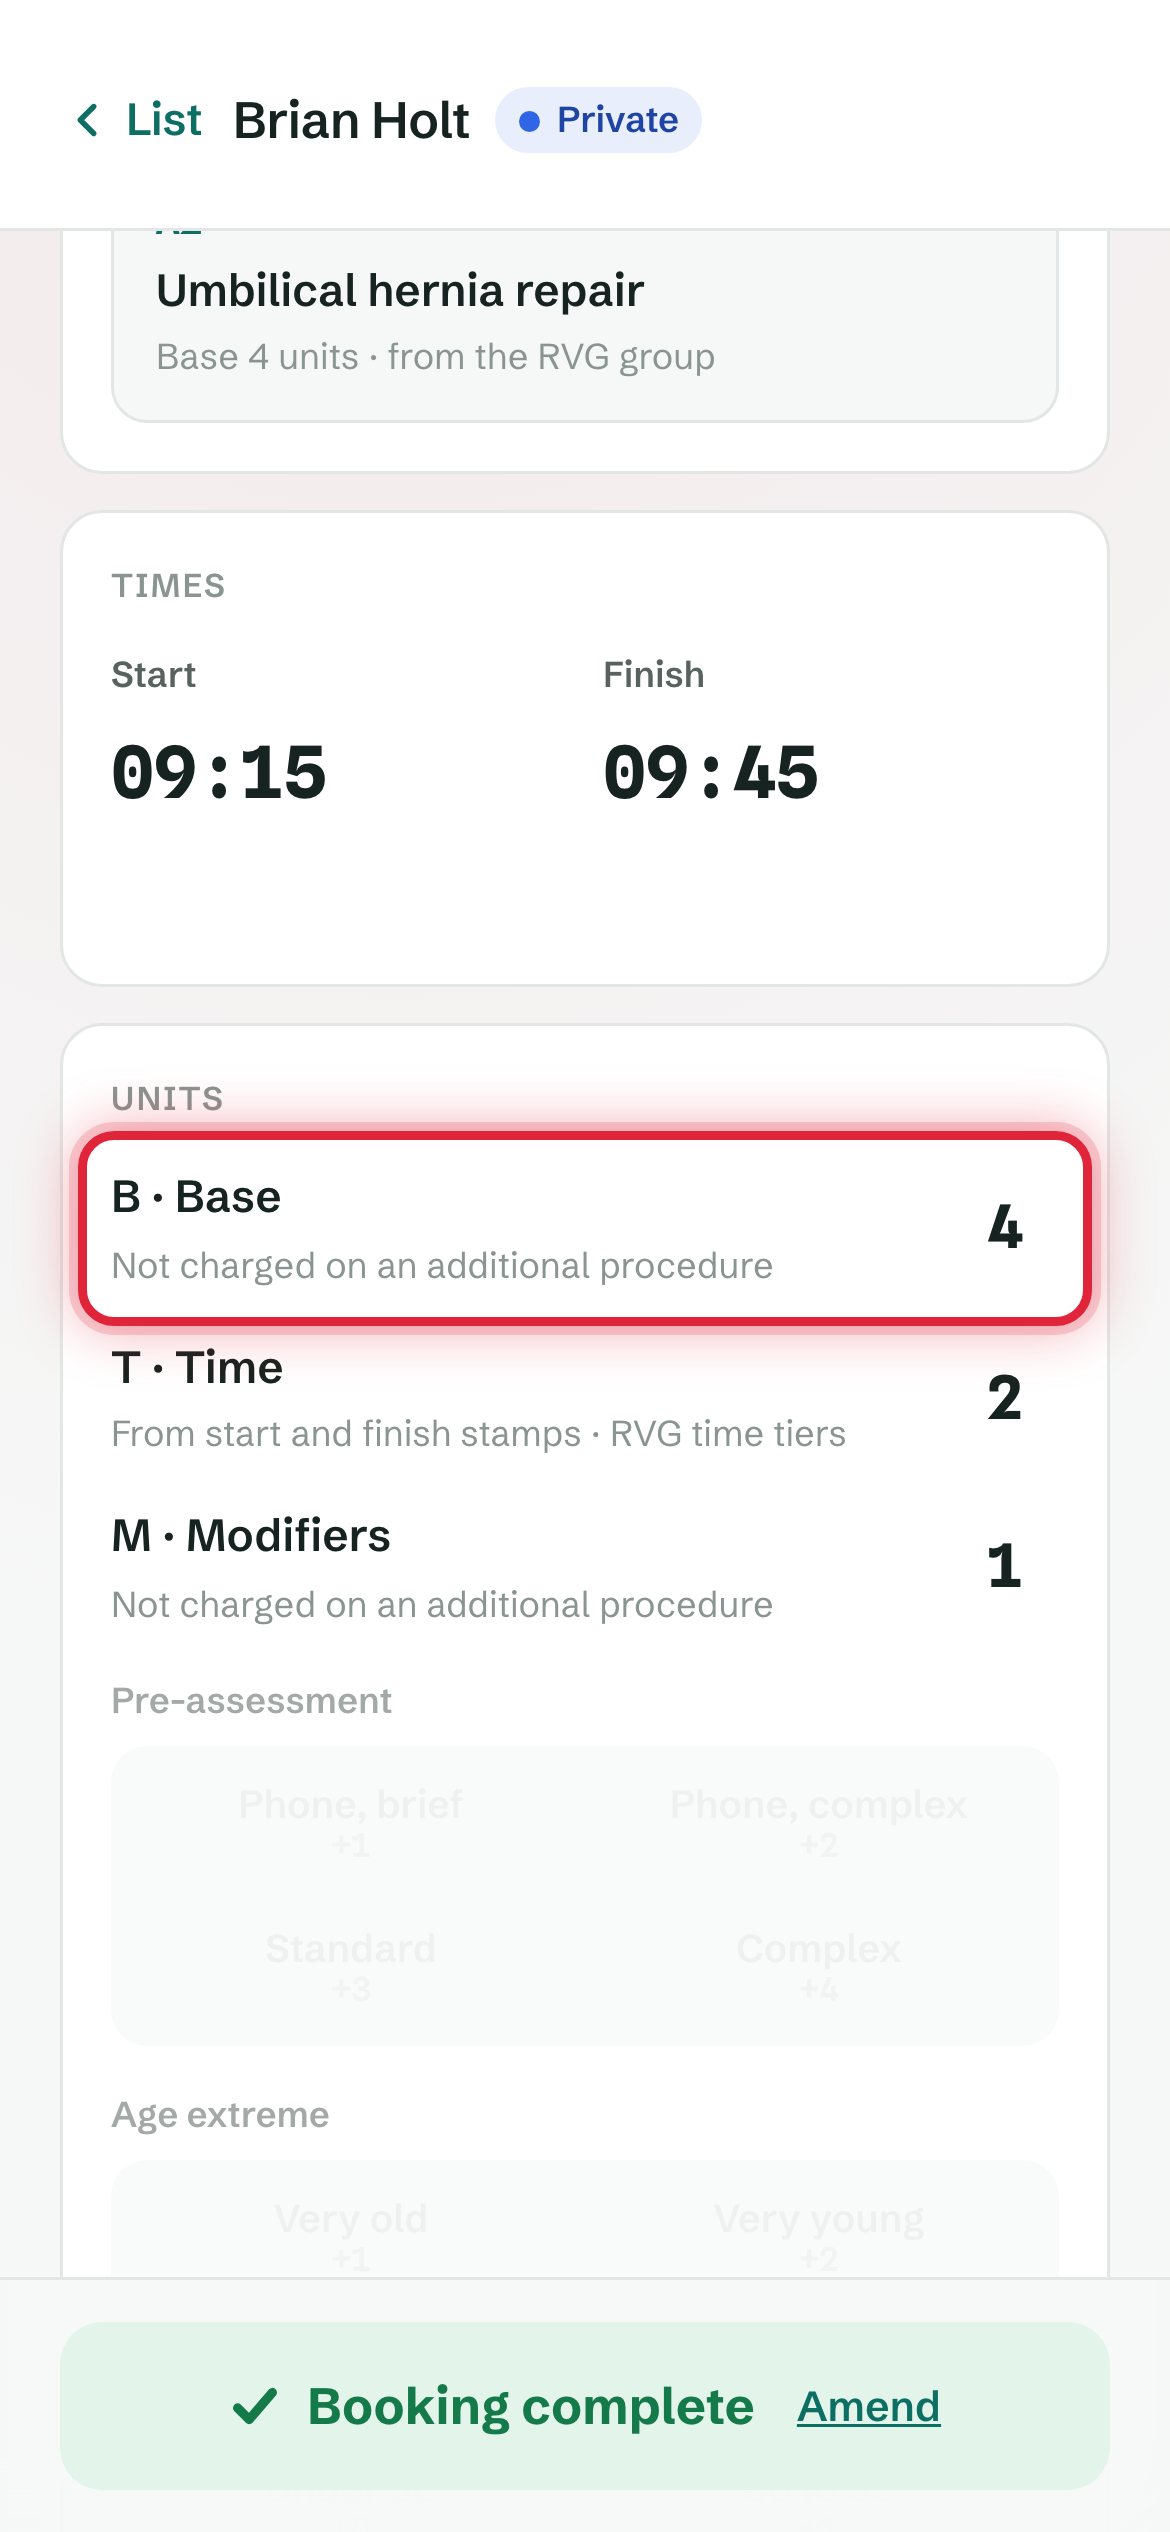 List Brian Holt Private
Umbilical hernia repair
Base 4 units · from the RVG group
TIMES
Start Finish
09:15 09:45
UNITS
B · Base
4
Not charged on an additional procedure
T · Time
2
From start and finish stamps · RVG time tiers
M · Modifiers
1
Not charged on an additional procedure
Pre-assessment
Phone, brief Phone, complex
+1 +2
Standard Complex
+3 +4
Age extreme
Very old Very young
+1 +2
Booking complete Amend